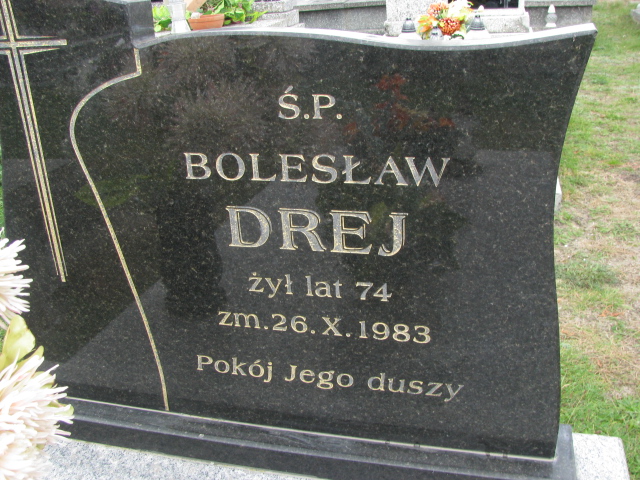 Ś.P.
BOLESŁAW
DREJ
żył lat 74
zm.26.X.1983
Pokój Jego duszy